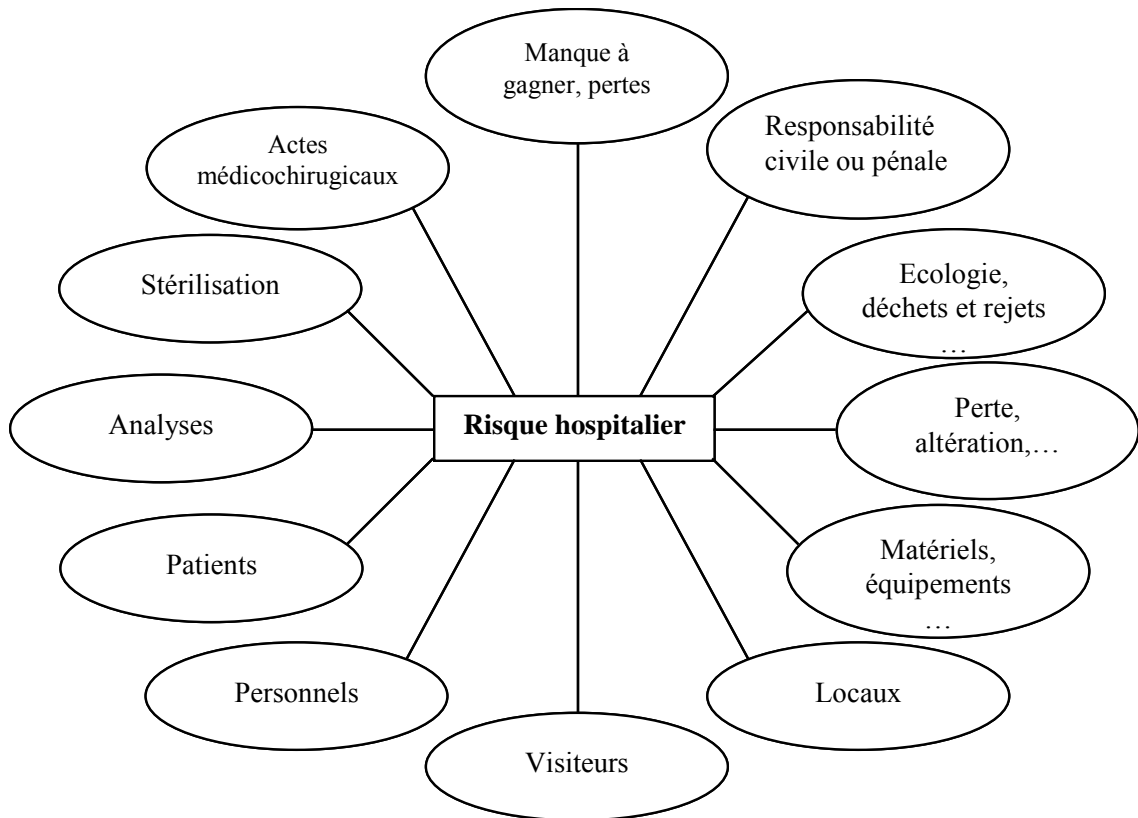 Manque à
gagner, pertes
Responsabilité
civile ou pénale
Actes
médicochirugicaux
Stérilisation
Ecologie,
déchets et rejets
…
Analyses
Risque hospitalier
Perte,
altération,…
Patients
Matériels,
équipements
…
Personnels
Locaux
Visiteurs